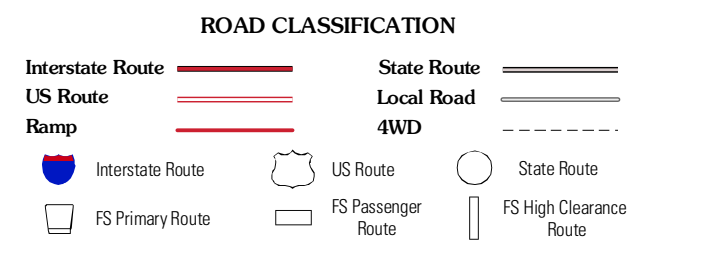 ROAD CLASSIFICATION
Interstate Route
State Route
US Route
Local Road
Ramp
4WD
Interstate Route
US Route
State Route
FS Primary Route
FS Passenger
Route
FS High Clearance
Route